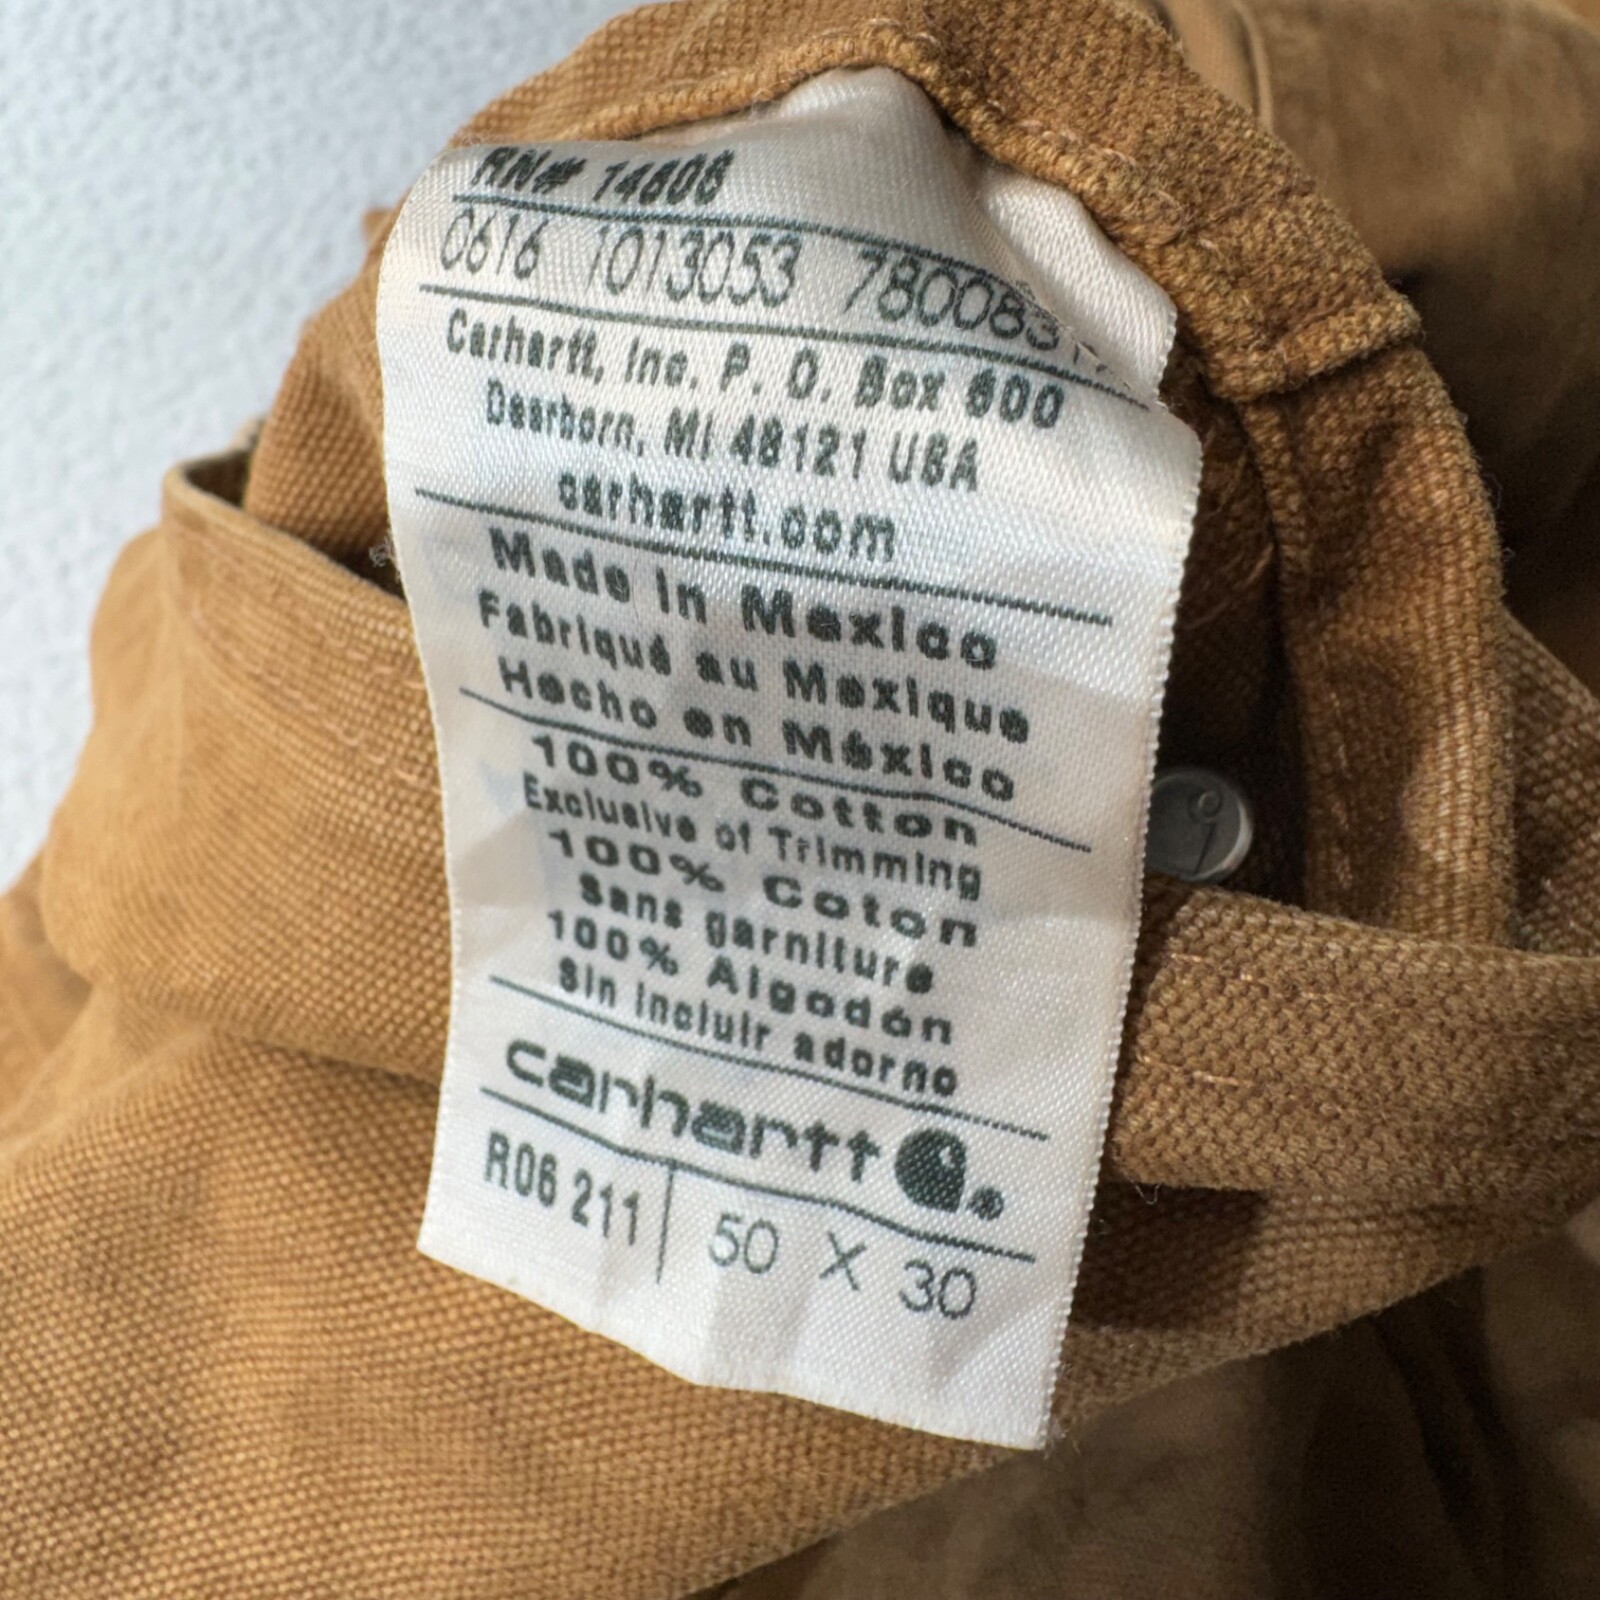 RN# 14806
0616 1013053 780083
Carhartt, Inc. P. O. Box 600
Dearborn, MI 48121 USA
carhartt.com
Made in Mexico
Fabriqué au Mexique
Hecho en México
100% Cotton
Exclusive of Trimming
100% Coton
Sans garniture
100% Algodón
Sin incluir adorno
carhartt ®
R06 211 50 X 30